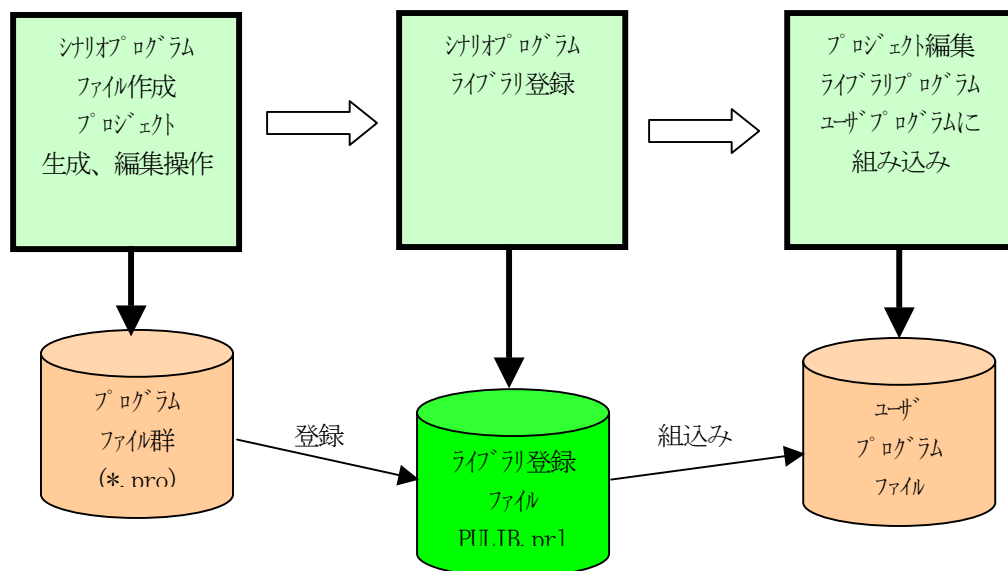 シナリオプログラム
ファイル作成
プロジェクト
生成、編集操作
シナリオプログラム
ライブラリ登録
プロジェクト編集
ライブラリプログラム
ユーザプログラムに
組み込み
プログラム
ファイル群
(*.pro)
登録
ライブラリ登録
ファイル
PULIB.prl
組込み
ユーザ
プログラム
ファイル